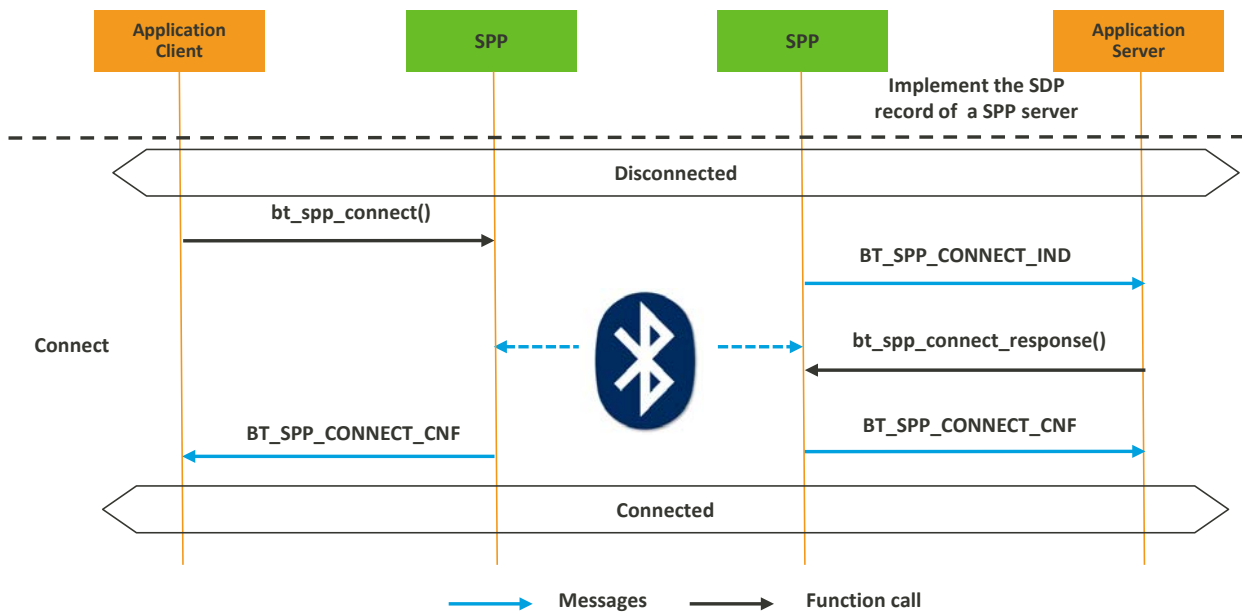 Application
Client
SPP
SPP
Application
Server
Implement the SDP
record of a SPP server
Disconnected
bt_spp_connect()
BT_SPP_CONNECT_IND
Connect
bt_spp_connect_response()
BT_SPP_CONNECT_CNF
BT_SPP_CONNECT_CNF
Connected
Messages
Function call